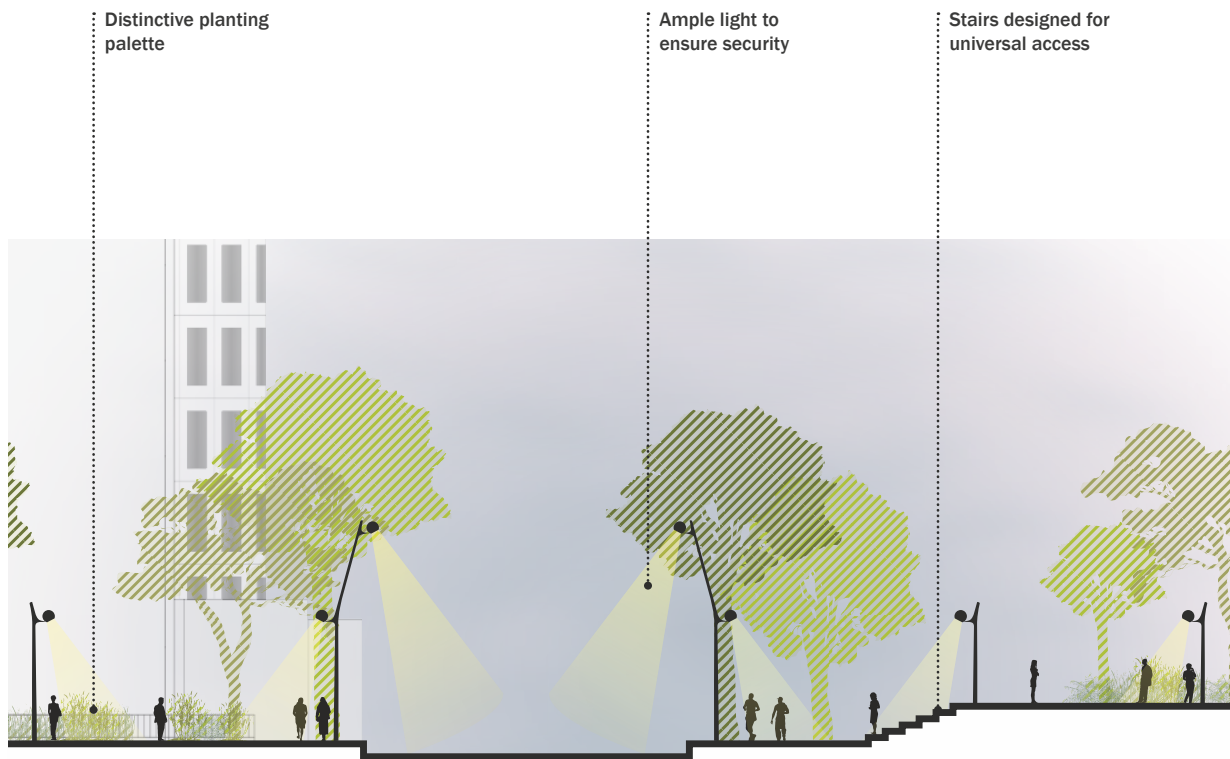 Distinctive planting
palette
Ample light to
ensure security
Stairs designed for
universal access